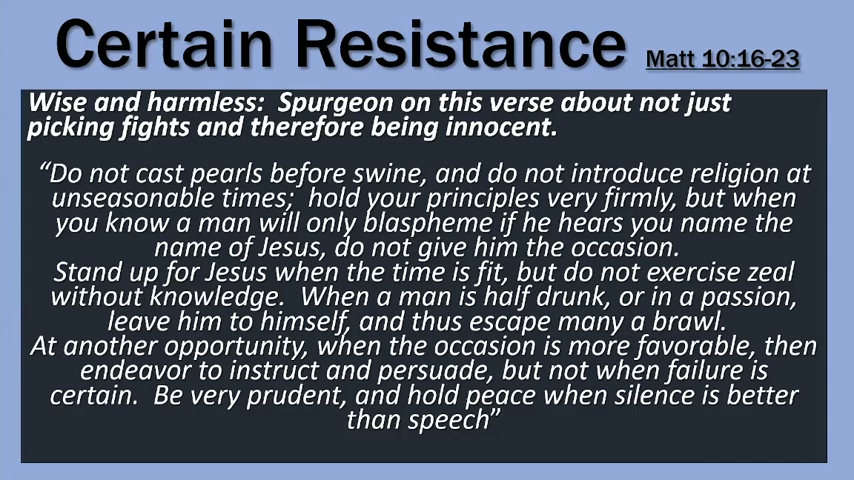 Certain Resistance Matt 10:16-23
Wise and harmless: Spurgeon on this verse about not just
picking fights and therefore being innocent.
“Do not cast pearls before swine, and do not introduce religion at
unseasonable times; hold your principles very firmly, but when
you know a man will only blaspheme if he hears you name the
name of Jesus, do not give him the occasion.
Stand up for Jesus when the time is fit, but do not exercise zeal
without knowledge. When a man is half drunk, or in a passion,
leave him to himself, and thus escape many a brawl.
At another opportunity, when the occasion is more favorable, then
endeavor to instruct and persuade, but not when failure is
certain. Be very prudent, and hold peace when silence is better
than speech”